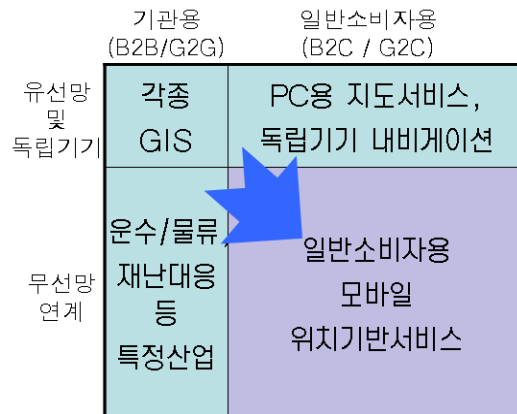 기관용
(B2B/G2G)
일반소비자용
(B2C / G2C)
유선망
및
독립기기
각종
GIS
PC용 지도서비스,
독립기기 내비게이션
무선망
연계
운수/물류,
재난대응
등
특정산업
일반소비자용
모바일
위치기반서비스